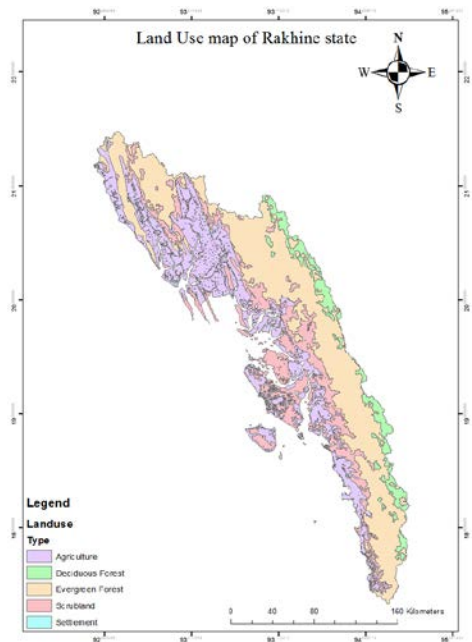 Land Use map of Rakhine state
N
W E
S
Legend
Landuse
Type
Agriculture
Deciduous Forest
Evergreen Forest
Scrubland
Settlement
0 40 80 160 Kilometers